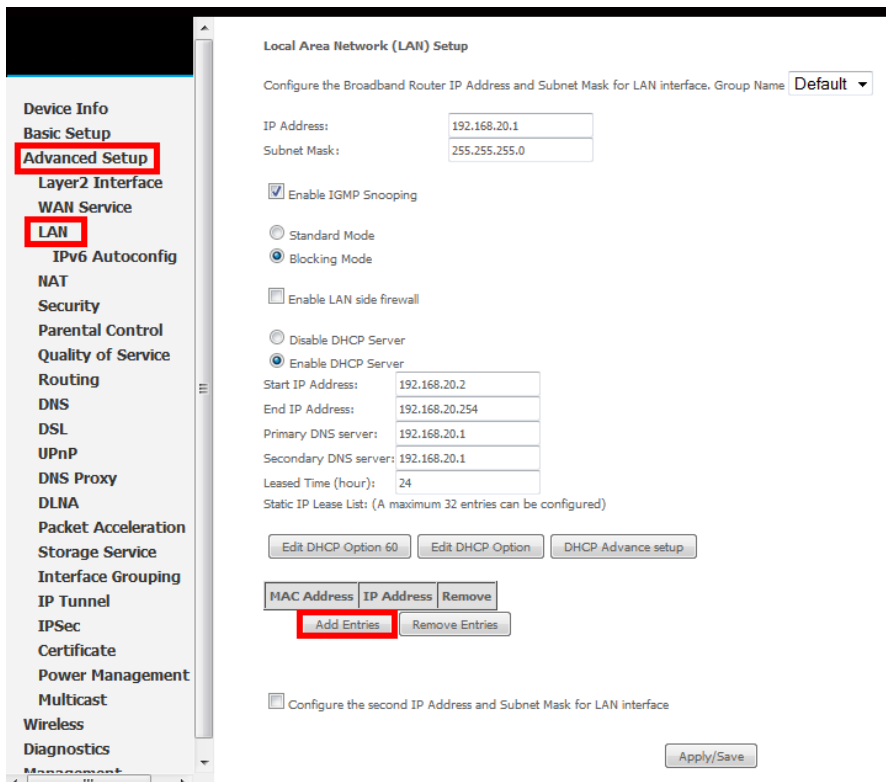 Device Info
Basic Setup
Advanced Setup
Layer2 Interface
WAN Service
LAN
IPv6 Autoconfig
NAT
Security
Parental Control
Quality of Service
Routing
DNS
DSL
UPnP
DNS Proxy
DLNA
Packet Acceleration
Storage Service
Interface Grouping
IP Tunnel
IPSec
Certificate
Power Management
Multicast
Wireless
Diagnostics
Management
Local Area Network (LAN) Setup
Configure the Broadband Router IP Address and Subnet Mask for LAN interface. Group Name Default
IP Address: 192.168.20.1
Subnet Mask: 255.255.255.0
Enable IGMP Snooping
Standard Mode
Blocking Mode
Enable LAN side firewall
Disable DHCP Server
Enable DHCP Server
Start IP Address: 192.168.20.2
End IP Address: 192.168.20.254
Primary DNS server: 192.168.20.1
Secondary DNS server: 192.168.20.1
Leased Time (hour): 24
Static IP Lease List: (A maximum 32 entries can be configured)
Edit DHCP Option 60 Edit DHCP Option DHCP Advance setup
MAC Address IP Address Remove
Add Entries Remove Entries
Configure the second IP Address and Subnet Mask for LAN interface
Apply/Save